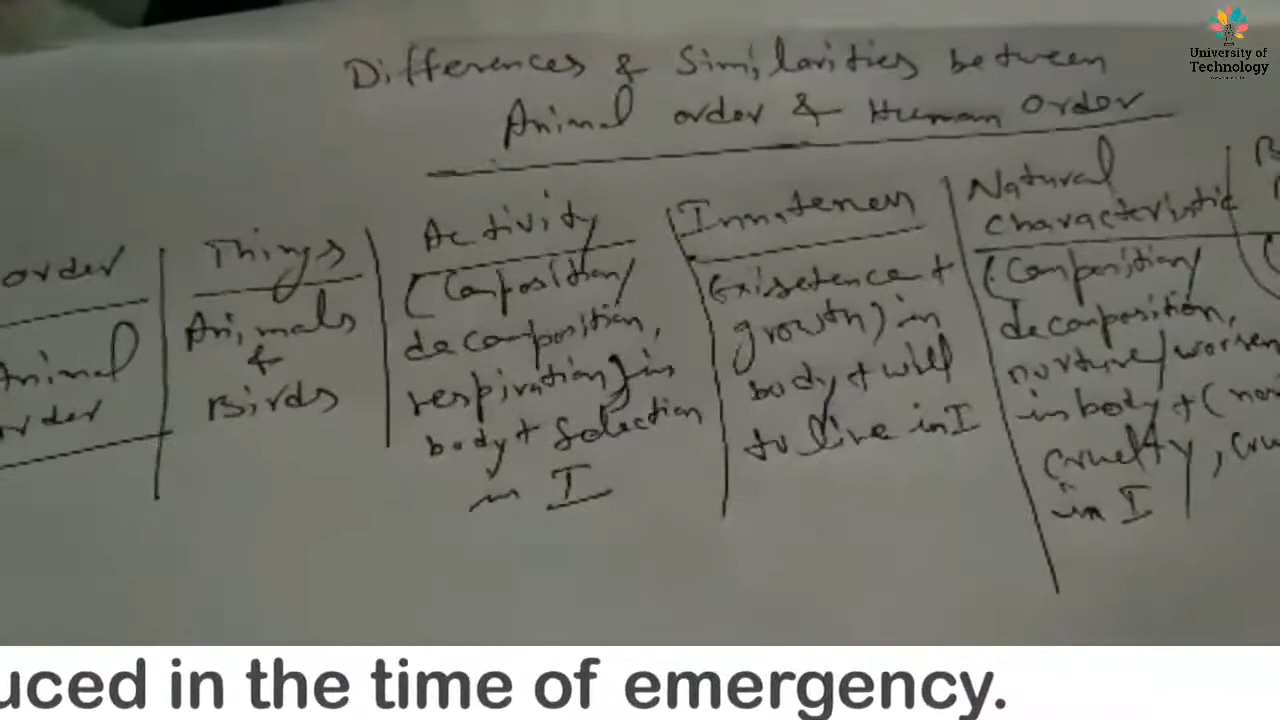 Differences & Similarities between
Animal order & Human Order
order
Things
Activity
Innateness
Natural
characteristic
Animal
order
Animals
&
Birds
(Composition/
decomposition,
respiration) in
body + Selection
in I
(Existence +
growth) in
body + will
to live in I
(Composition/
decomposition,
nurture/worsen
in body + (non
cruelty, cru
in I
University of
Technology
uced in the time of emergency.